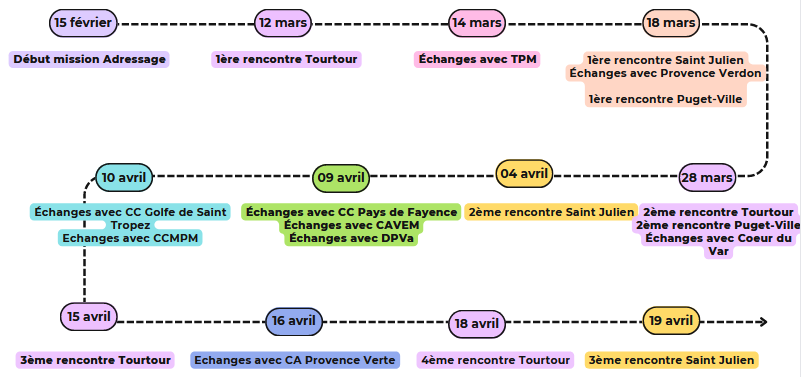 15 février
12 mars
14 mars
18 mars
Début mission Adressage
1ère rencontre Tourtour
Échanges avec TPM
1ère rencontre Saint Julien
Échanges avec Provence Verdon
1ère rencontre Puget-Ville
10 avril
09 avril
04 avril
28 mars
Échanges avec CC Golfe de Saint
Tropez
Echanges avec CCMPM
Échanges avec CC Pays de Fayence
Échanges avec CAVEM
Échanges avec DPVa
2ème rencontre Saint Julien
2ème rencontre Tourtour
2ème rencontre Puget-Ville
Échanges avec Coeur du
Var
15 avril
16 avril
18 avril
19 avril
3ème rencontre Tourtour
Echanges avec CA Provence Verte
4ème rencontre Tourtour
3ème rencontre Saint Julien